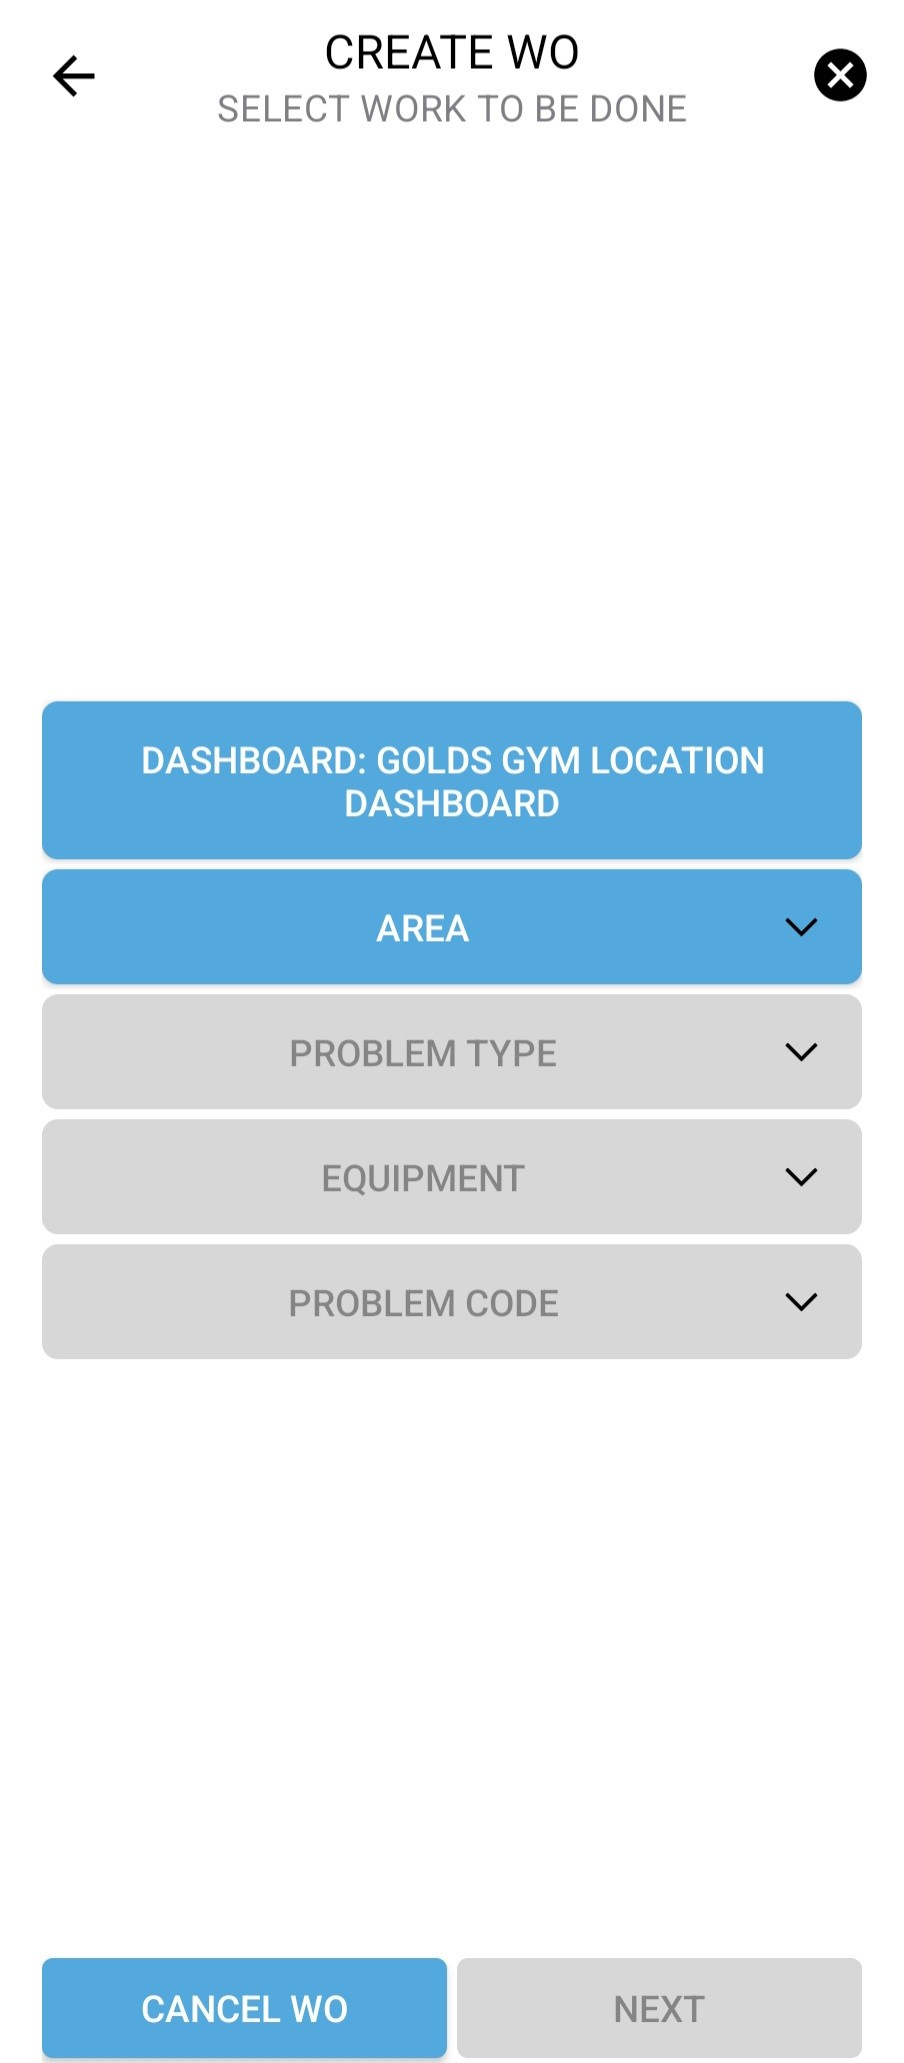 CREATE WO
SELECT WORK TO BE DONE
DASHBOARD: GOLDS GYM LOCATION
DASHBOARD
AREA
PROBLEM TYPE
EQUIPMENT
PROBLEM CODE
CANCEL WO
NEXT